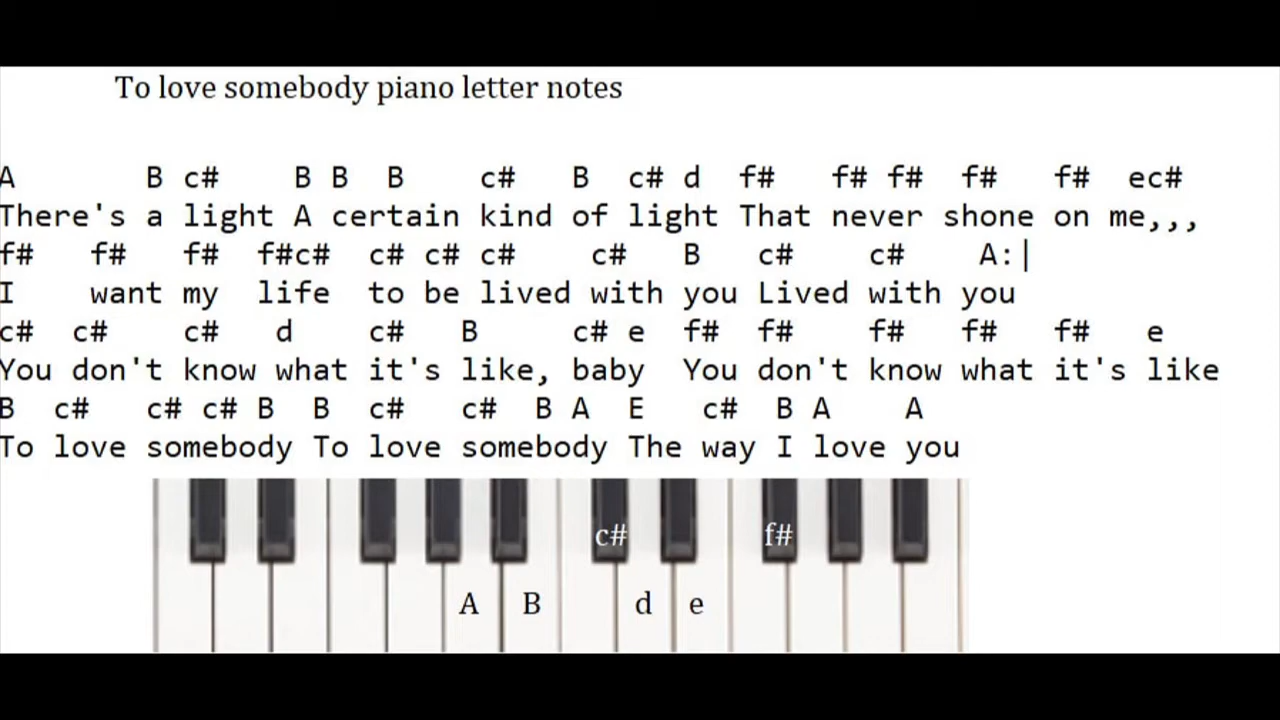 To love somebody piano letter notes
A B c# B B B c# B c# d f# f# f# f# f# ec#
There's a light A certain kind of light That never shone on me,,,
f# f# f# f#c# c# c# c# c# B c# c# A:|
I want my life to be lived with you Lived with you
c# c# c# d c# B c# e f# f# f# f# f# e
You don't know what it's like, baby You don't know what it's like
B c# c# c# B B c# c# B A E c# B A A
To love somebody To love somebody The way I love you
c# f#
A B d e